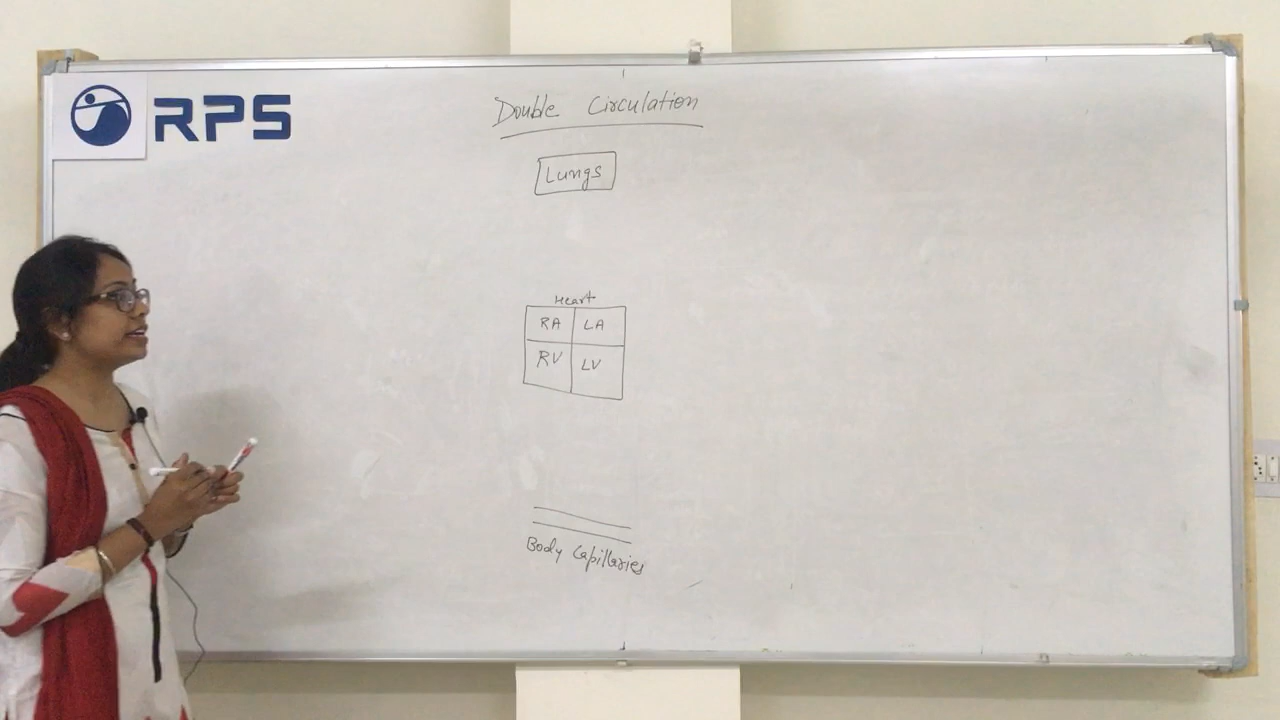 RPS
Double Circulation
Lungs
Heart
RA LA
RV LV
Body Capillaries